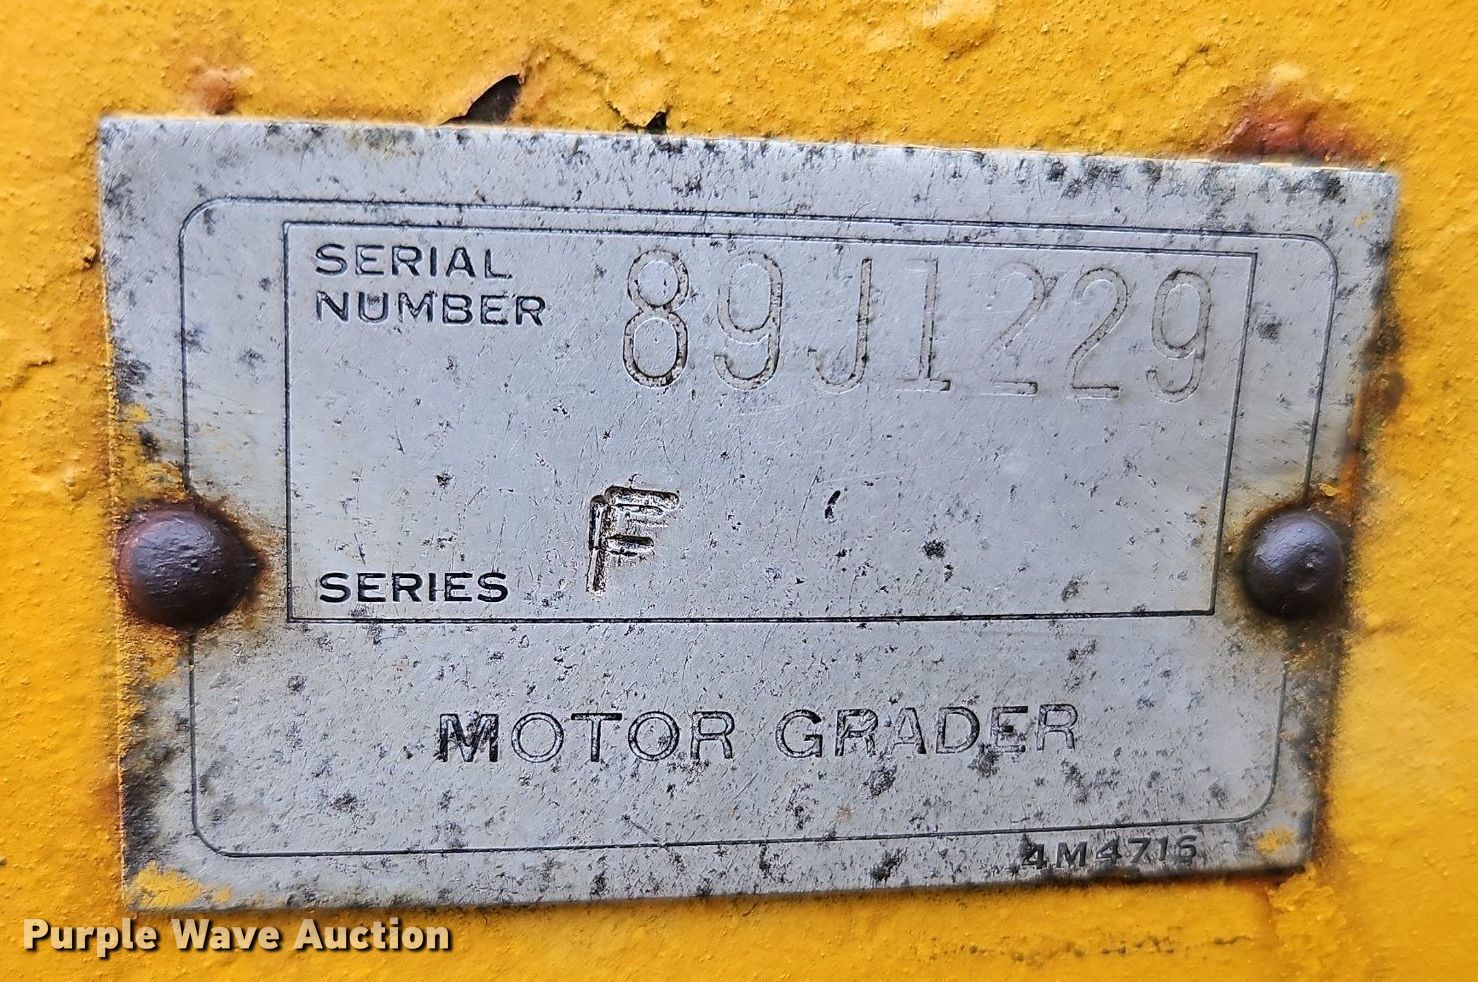 SERIAL
NUMBER 89J1229
SERIES F
MOTOR GRADER
4M4716
Purple Wave Auction